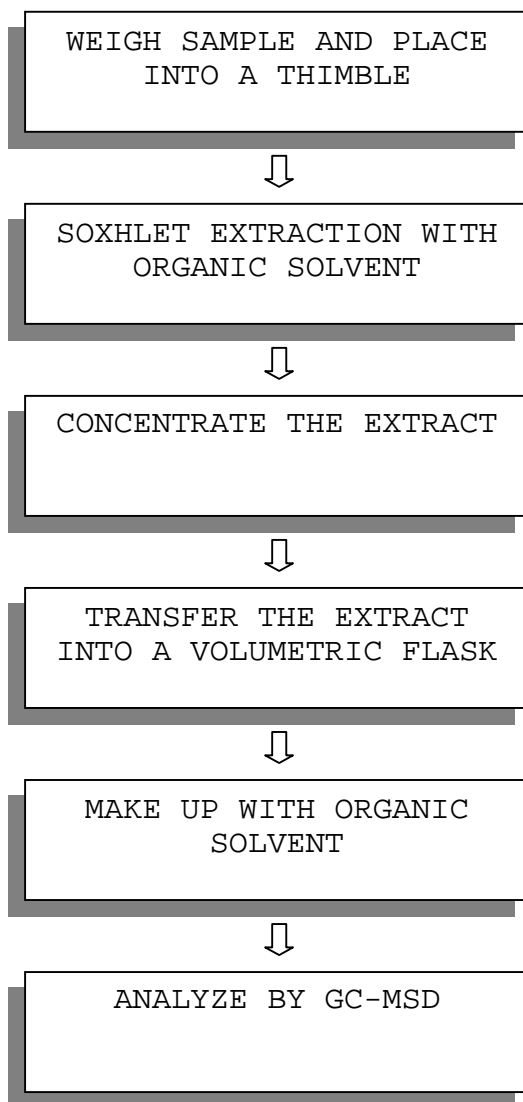 WEIGH SAMPLE AND PLACE
INTO A THIMBLE
SOXHLET EXTRACTION WITH
ORGANIC SOLVENT
CONCENTRATE THE EXTRACT
TRANSFER THE EXTRACT
INTO A VOLUMETRIC FLASK
MAKE UP WITH ORGANIC
SOLVENT
ANALYZE BY GC-MSD